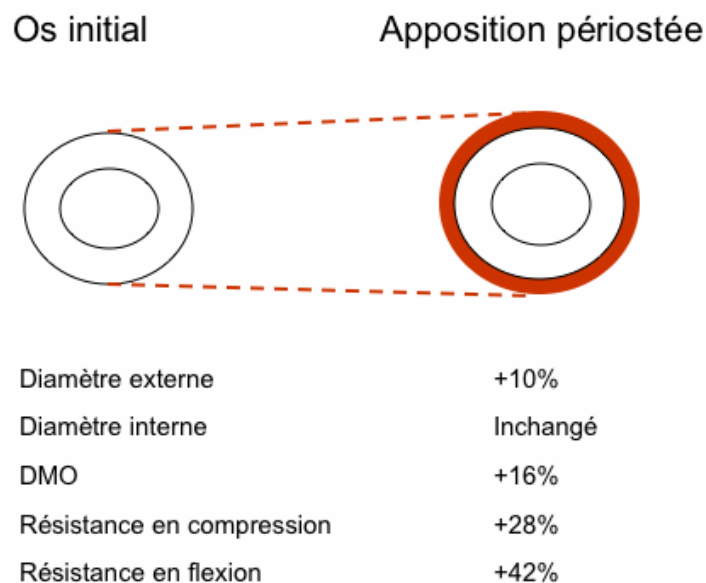 Os initial Apposition périostée
Diamètre externe +10%
Diamètre interne Inchangé
DMO +16%
Résistance en compression +28%
Résistance en flexion +42%